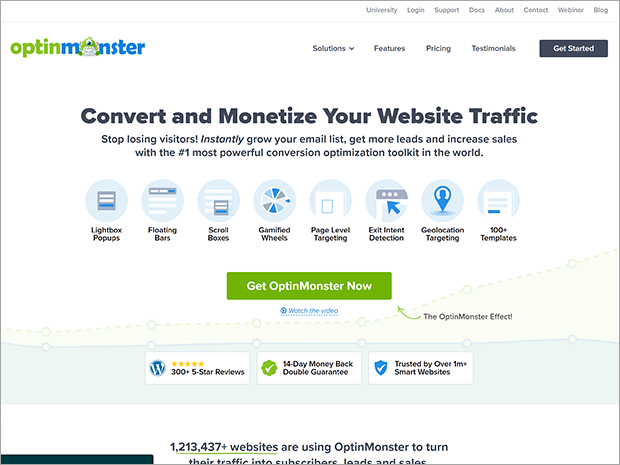 University Login Support Docs About Contact Webinar Blog
optinmonster
Solutions Features Pricing Testimonials Get Started
Convert and Monetize Your Website Traffic
Stop losing visitors! Instantly grow your email list, get more leads and increase sales
with the #1 most powerful conversion optimization toolkit in the world.
Lightbox Popups
Floating Bars
Scroll Boxes
Gamified Wheels
Page Level Targeting
Exit Intent Detection
Geolocation Targeting
100+ Templates
Get OptinMonster Now
Watch the video
The OptinMonster Effect!
300+ 5-Star Reviews
14-Day Money Back
Double Guarantee
Trusted by Over 1m+
Smart Websites
1,213,437+ websites are using OptinMonster to turn
their traffic into subscribers, leads and sales